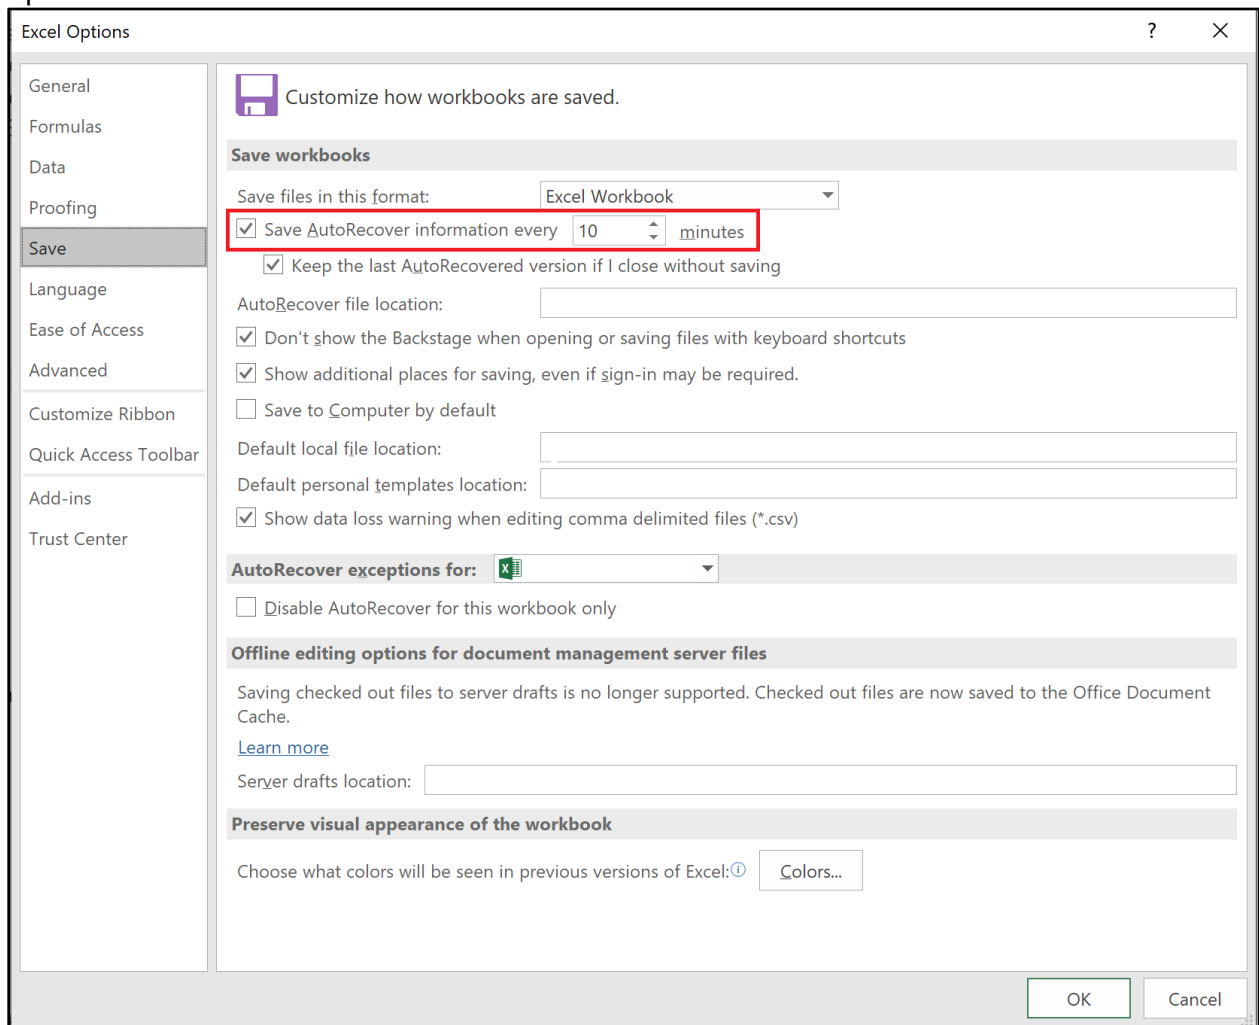 Excel Options ?
General
Formulas
Data
Proofing
Save
Language
Ease of Access
Advanced
Customize Ribbon
Quick Access Toolbar
Add-ins
Trust Center
Customize how workbooks are saved.
Save workbooks
Save files in this format: Excel Workbook
Save AutoRecover information every 10 minutes
Keep the last AutoRecovered version if I close without saving
AutoRecover file location:
Don't show the Backstage when opening or saving files with keyboard shortcuts
Show additional places for saving, even if sign-in may be required.
Save to Computer by default
Default local file location:
Default personal templates location:
Show data loss warning when editing comma delimited files (*.csv)
AutoRecover exceptions for:
Disable AutoRecover for this workbook only
Offline editing options for document management server files
Saving checked out files to server drafts is no longer supported. Checked out files are now saved to the Office Document
Cache.
Learn more
Server drafts location:
Preserve visual appearance of the workbook
Choose what colors will be seen in previous versions of Excel: Colors...
OK Cancel